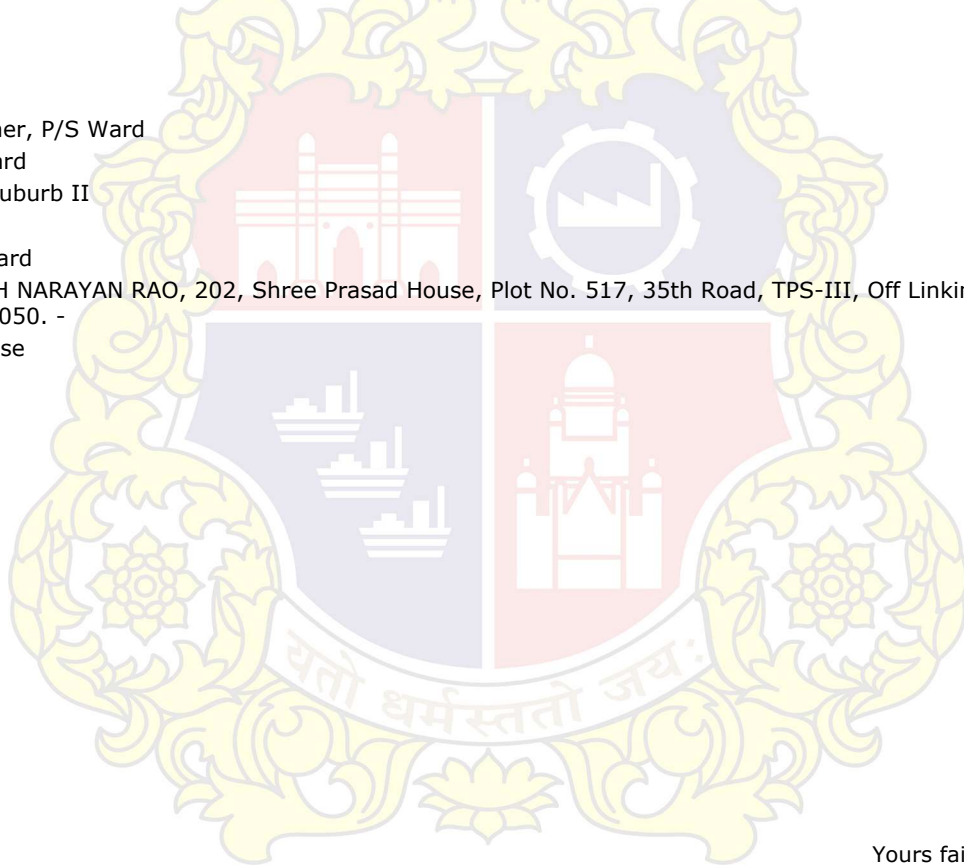 er, P/S Ward
ard
uburb II
ard
H NARAYAN RAO, 202, Shree Prasad House, Plot No. 517, 35th Road, TPS-III, Off Linkin
050. -
se
यतो धर्मस्ततो जय:
Yours fai